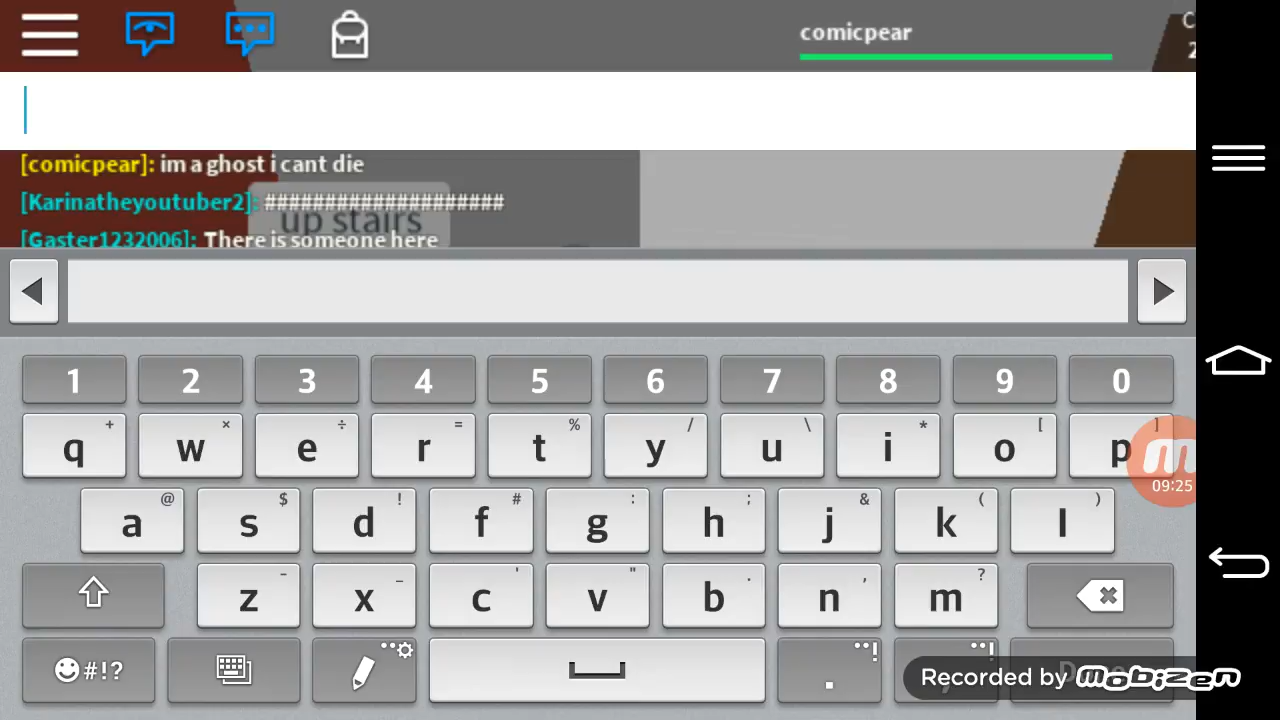 comicpear
C
2
[comicpear]: im a ghost i cant die
[Karinatheyoutuber2]: ####################
up stairs
[Gaster1232006]: There is someone here
1 2 3 4 5 6 7 8 9 0
+ × ÷ = % / \ * [ ]
q w e r t y u i o p
09:25
@ $ ! # : ; & ( )
a s d f g h j k l
- _ ' " . , ?
z x c v b n m
#!? . ,
Recorded by mobizen